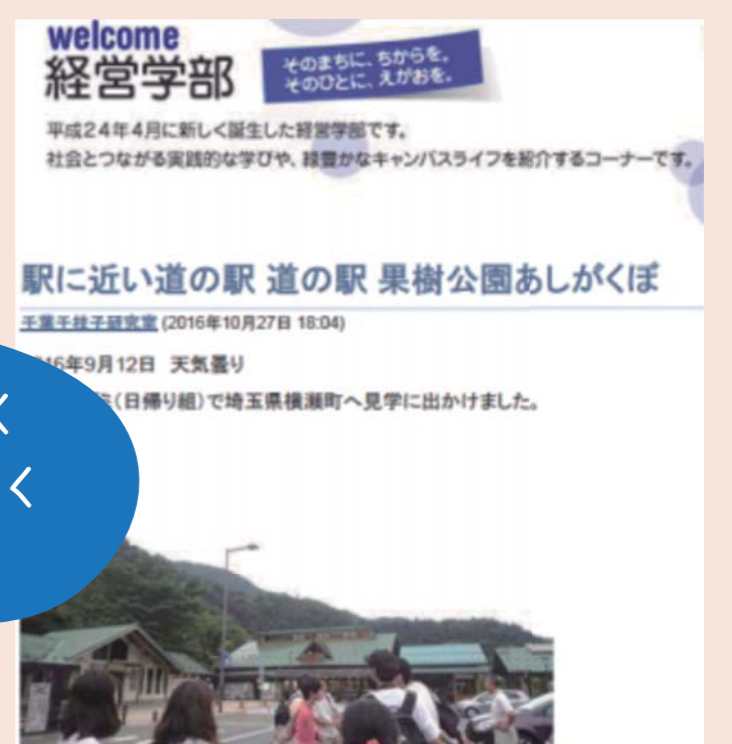 welcome
経営学部
そのまちに、ちからを。
そのひとに、えがおを。
平成24年4月に新しく誕生した経営学部です。
社会とつながる実践的な学びや、緑豊かなキャンパスライフを紹介するコーナーです。
駅に近い道の駅 道の駅 果樹公園あしがくぼ
千葉千枝子研究室 (2016年10月27日 18:04)
16年9月12日 天気曇り
(日帰り組)で埼玉県横瀬町へ見学に出かけました。
く
く